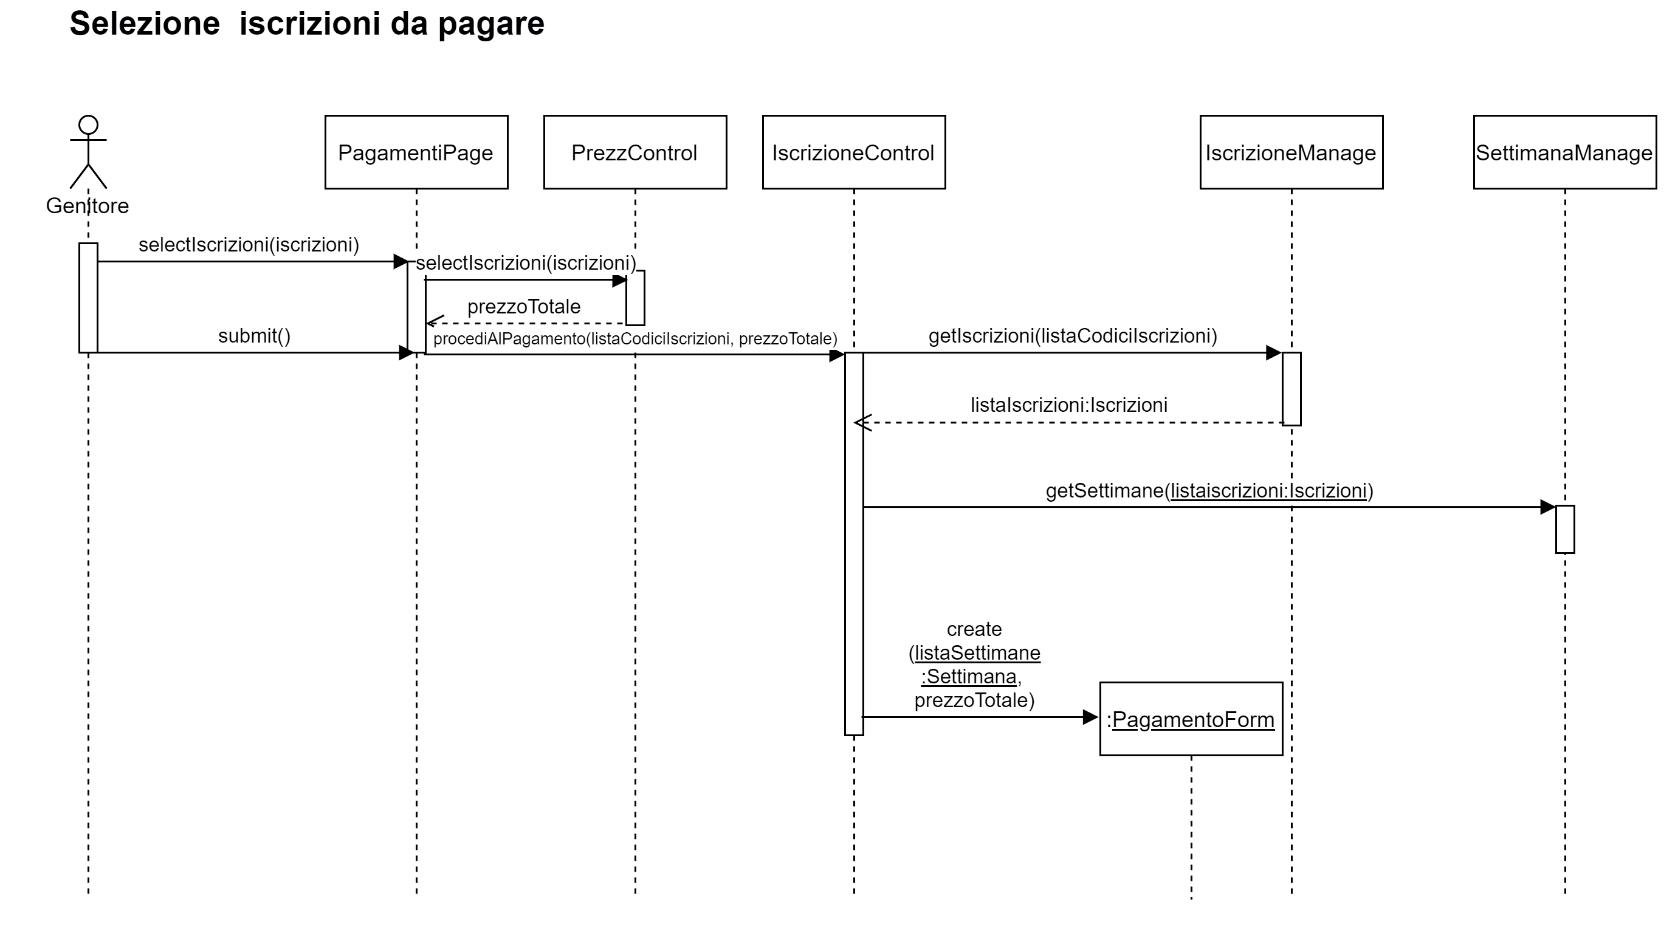 Selezione  iscrizioni da pagare
PagamentiPage
PrezzControl
IscrizioneControl
IscrizioneManage
SettimanaManage
Genitore
selectIscrizioni(iscrizioni)
selectIscrizioni(iscrizioni)
prezzoTotale
submit()
procediAlPagamento(listaCodiciIscrizioni, prezzoTotale)
getIscrizioni(listaCodiciIscrizioni)
listaIscrizioni:Iscrizioni
getSettimane(listaiscrizioni:Iscrizioni)
create
(listaSettimane
:Settimana,
prezzoTotale)
:PagamentoForm